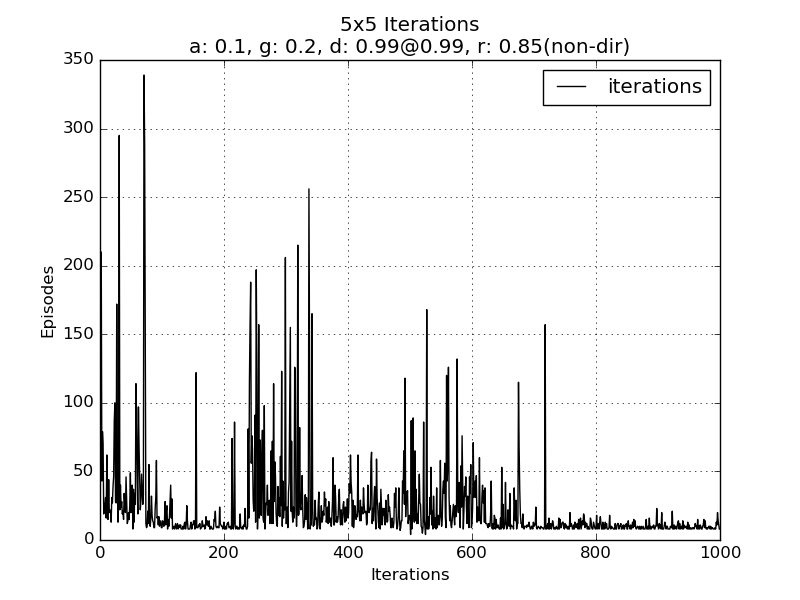 5x5 Iterations
a: 0.1, g: 0.2, d: 0.99@0.99, r: 0.85(non-dir)
iterations
350
300
250
200
150
100
50
0
Episodes
0 200 400 600 800 1000
Iterations